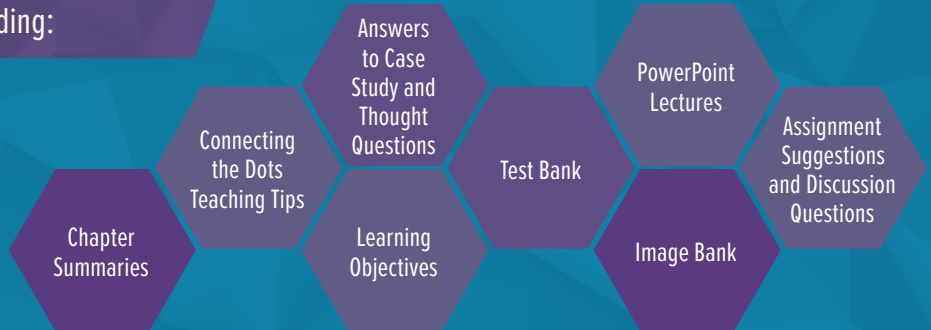 Chapter
Summaries
Connecting
the Dots
Teaching Tips
Answers
to Case
Study and
Thought
Questions
Learning
Objectives
Test Bank
PowerPoint
Lectures
Image Bank
Assignment
Suggestions
and Discussion
Questions